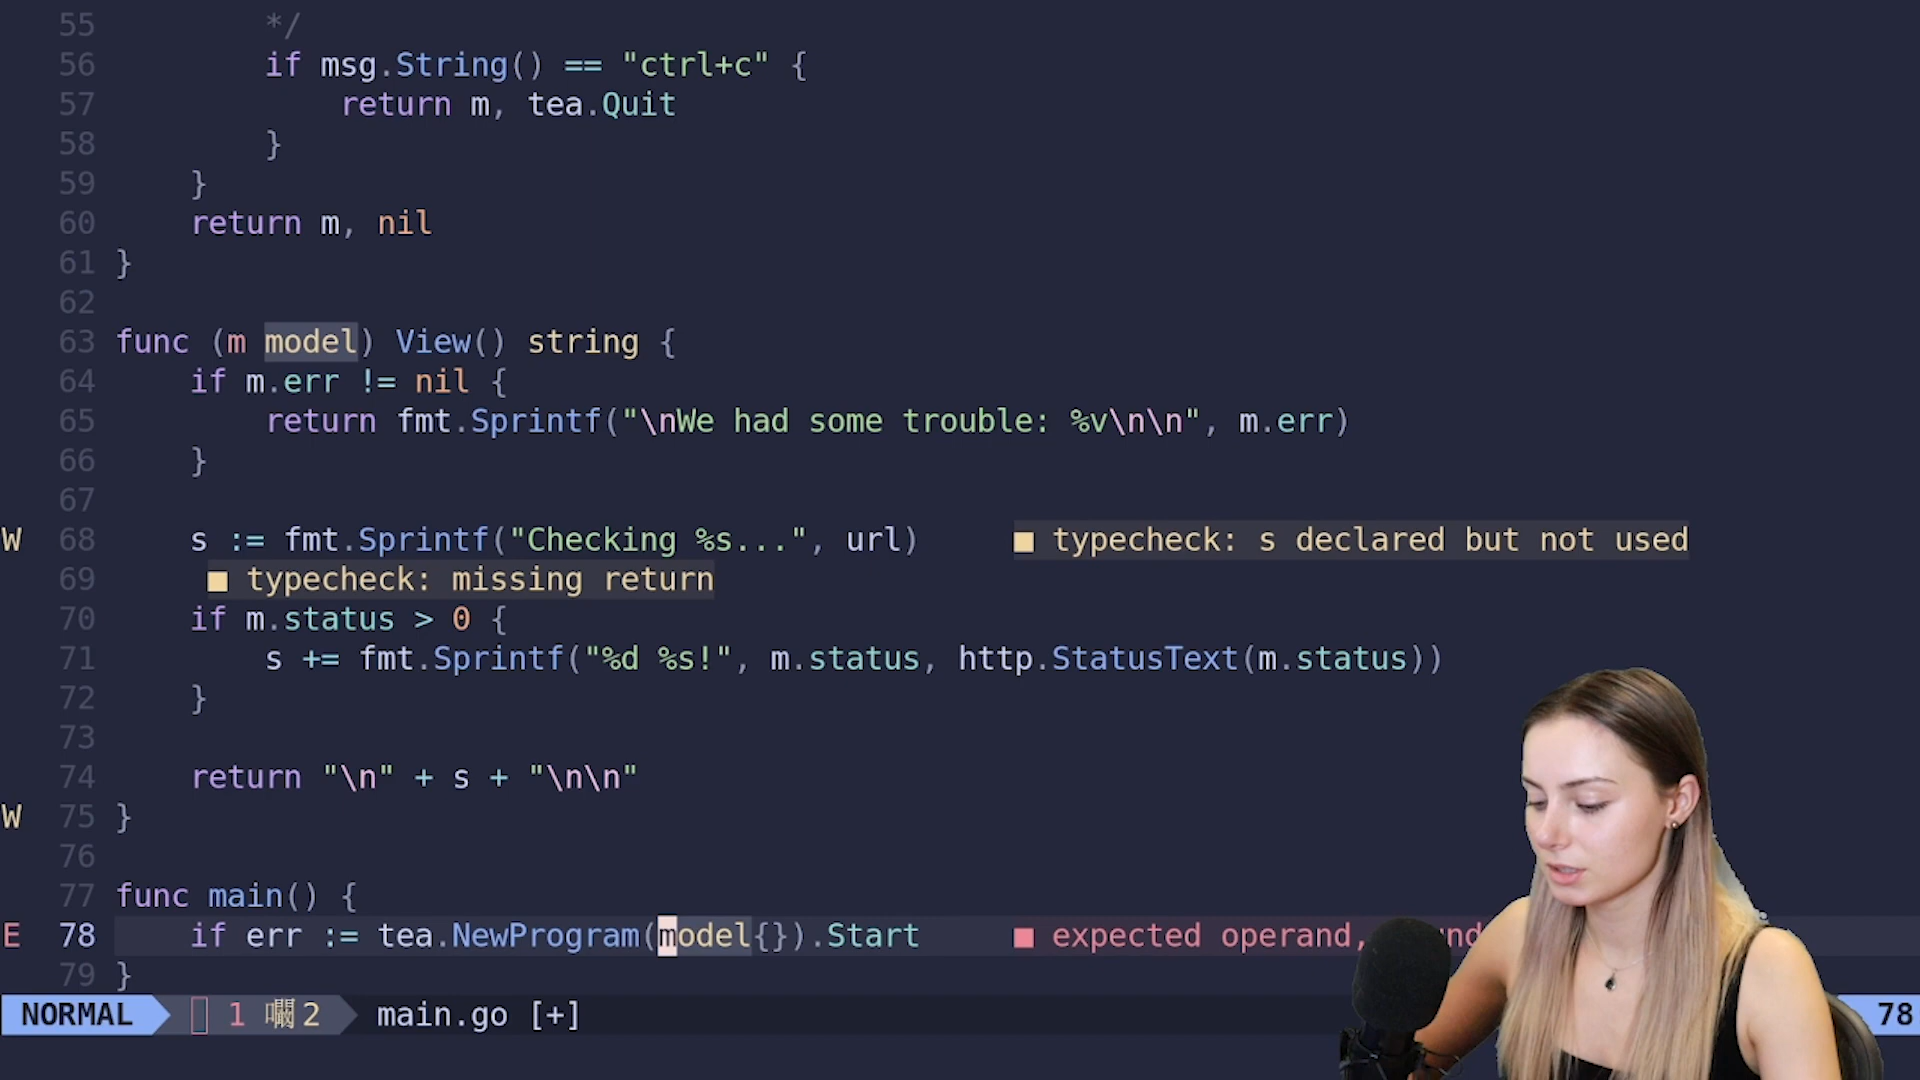 55 */
56 if msg.String() == "ctrl+c" {
57 return m, tea.Quit
58 }
59 }
60 return m, nil
61 }
62
63 func (m model) View() string {
64 if m.err != nil {
65 return fmt.Sprintf("\nWe had some trouble: %v\n\n", m.err)
66 }
67
W 68 s := fmt.Sprintf("Checking %s...", url) ■ typecheck: s declared but not used
69 ■ typecheck: missing return
70 if m.status > 0 {
71 s += fmt.Sprintf("%d %s!", m.status, http.StatusText(m.status))
72 }
73
74 return "\n" + s + "\n\n"
W 75 }
76
77 func main() {
E 78 if err := tea.NewProgram(model{}).Start ■ expected operand,
79 }
NORMAL 1 2 main.go [+] 78